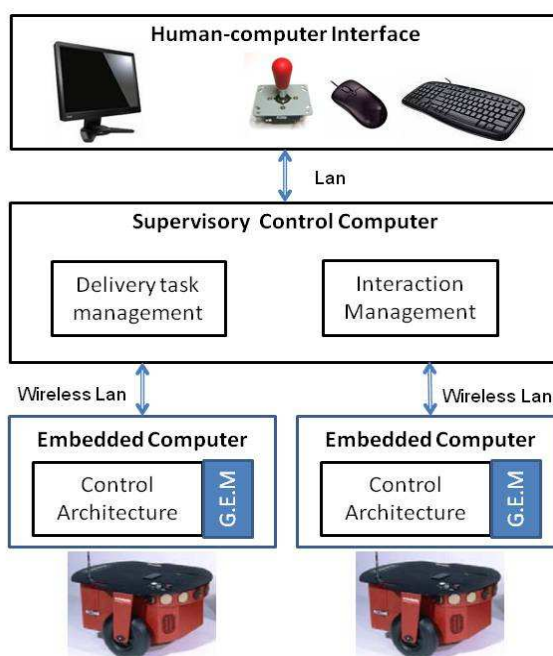 Human-computer Interface
Lan
Supervisory Control Computer
Delivery task
management
Interaction
Management
Wireless Lan
Wireless Lan
Embedded Computer
Control
Architecture
G.E.M
Embedded Computer
Control
Architecture
G.E.M